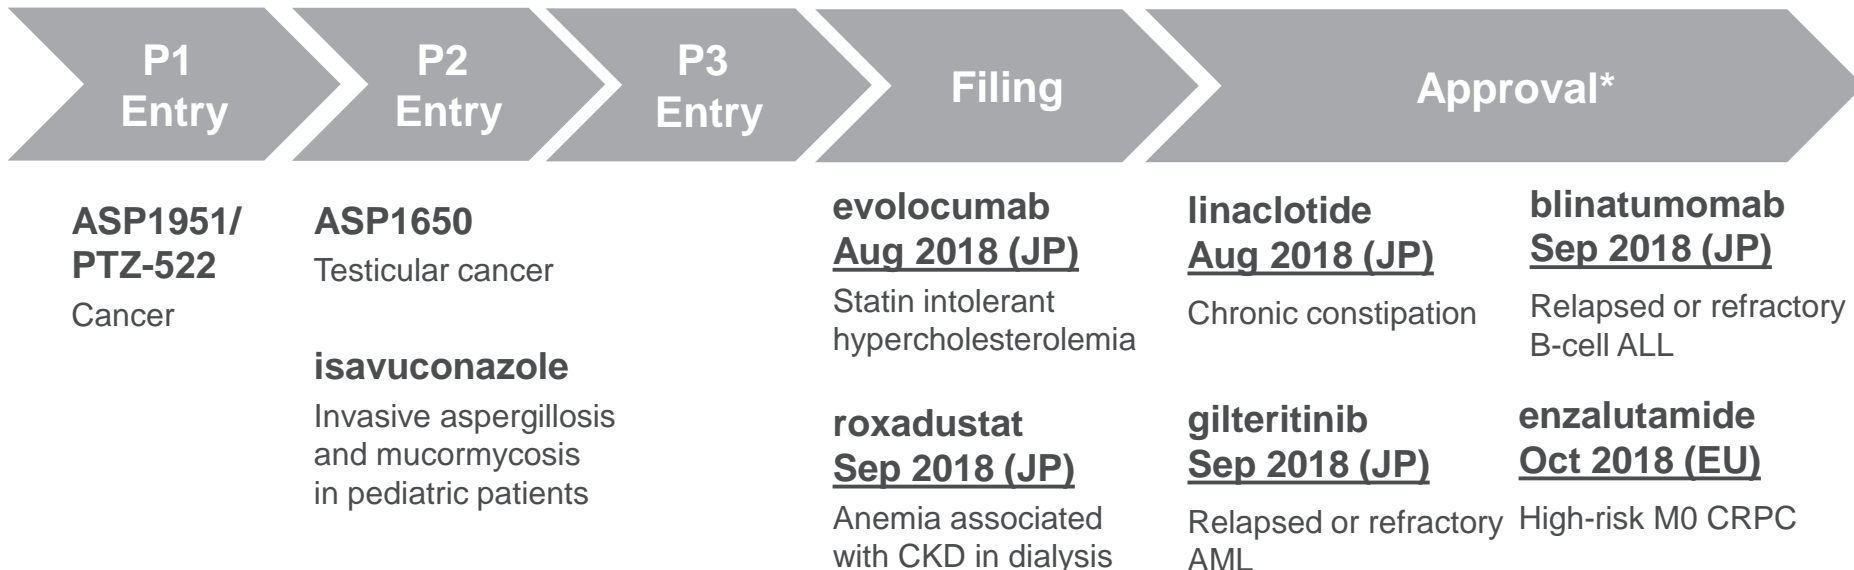 P1
Entry
P2
Entry
P3
Entry
Filing
Approval*
ASP1951/
PTZ-522
Cancer
ASP1650
Testicular cancer
isavuconazole
Invasive aspergillosis
and mucormycosis
in pediatric patients
evolocumab
Aug 2018 (JP)
Statin intolerant
hypercholesterolemia
roxadustat
Sep 2018 (JP)
Anemia associated
with CKD in dialysis
linaclotide
Aug 2018 (JP)
Chronic constipation
gilteritinib
Sep 2018 (JP)
Relapsed or refractory
AML
blinatumomab
Sep 2018 (JP)
Relapsed or refractory
B-cell ALL
enzalutamide
Oct 2018 (EU)
High-risk M0 CRPC